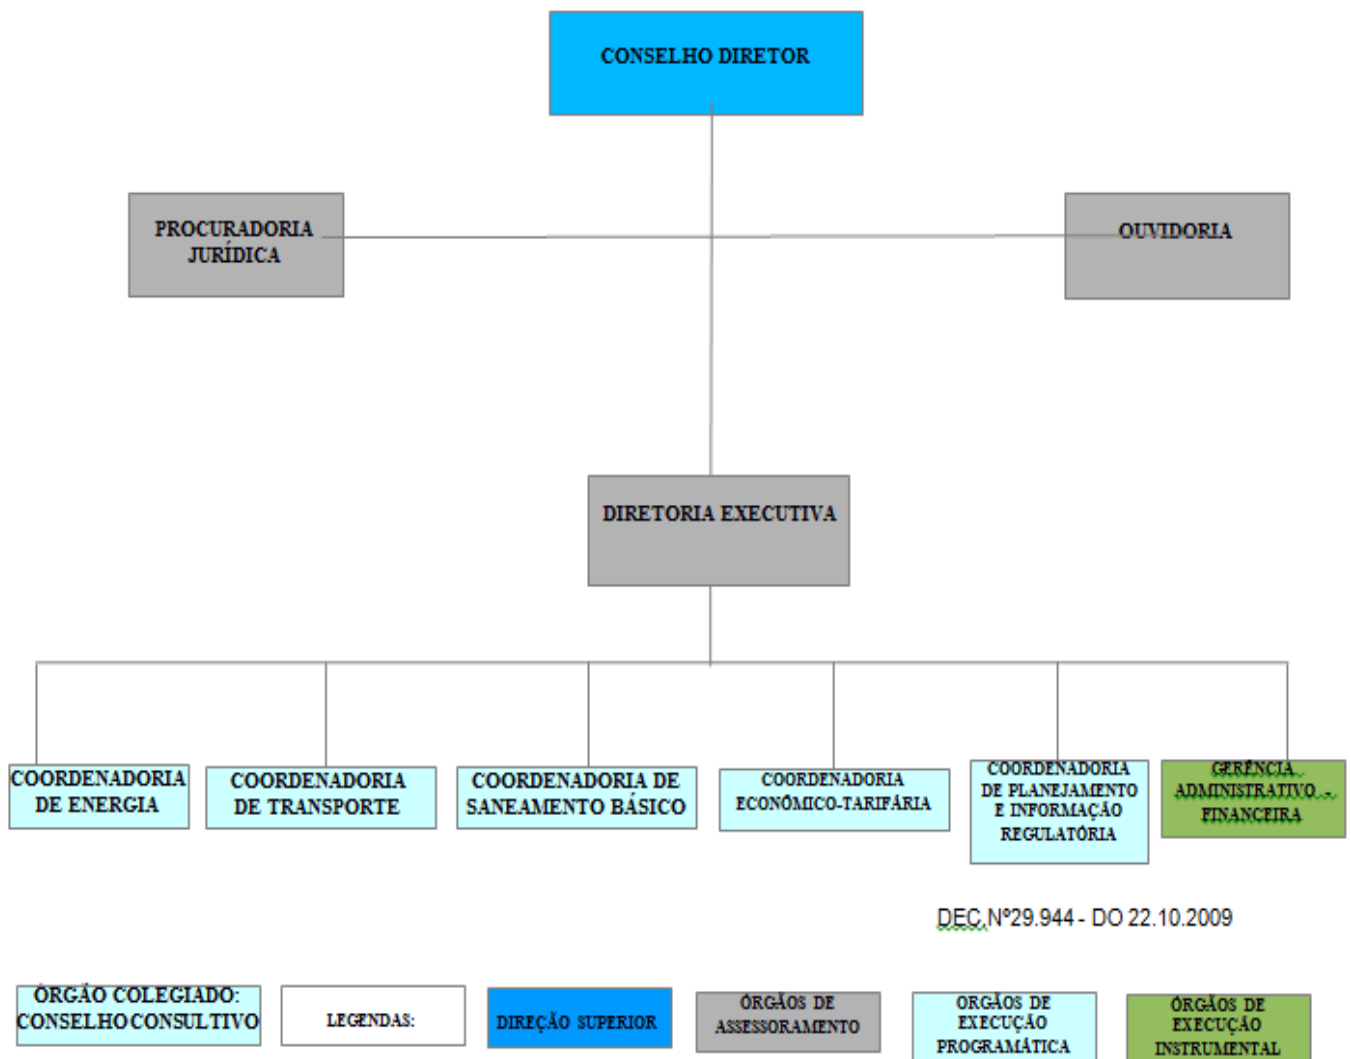 CONSELHO DIRETOR
PROCURADORIA
JURÍDICA
OUVIDORIA
DIRETORIA EXECUTIVA
COORDENADORIA
DE ENERGIA
COORDENADORIA
DE TRANSPORTE
COORDENADORIA DE
SANEAMENTO BÁSICO
COORDENADORIA
ECONÔMICO-TARIFÁRIA
COORDENADORIA
DE PLANEJAMENTO
E INFORMAÇÃO
REGULATÓRIA
GERÊNCIA
ADMINISTRATIVO -
FINANCEIRA
DEC.Nº29.944 - DO 22.10.2009
ÓRGÃO COLEGIADO:
CONSELHO CONSULTIVO
LEGENDAS:
DIREÇÃO SUPERIOR
ÓRGÃOS DE
ASSESSORAMENTO
ORGÃOS DE
EXECUÇÃO
PROGRAMÁTICA
ÓRGÃOS DE
EXECUÇÃO
INSTRUMENTAL